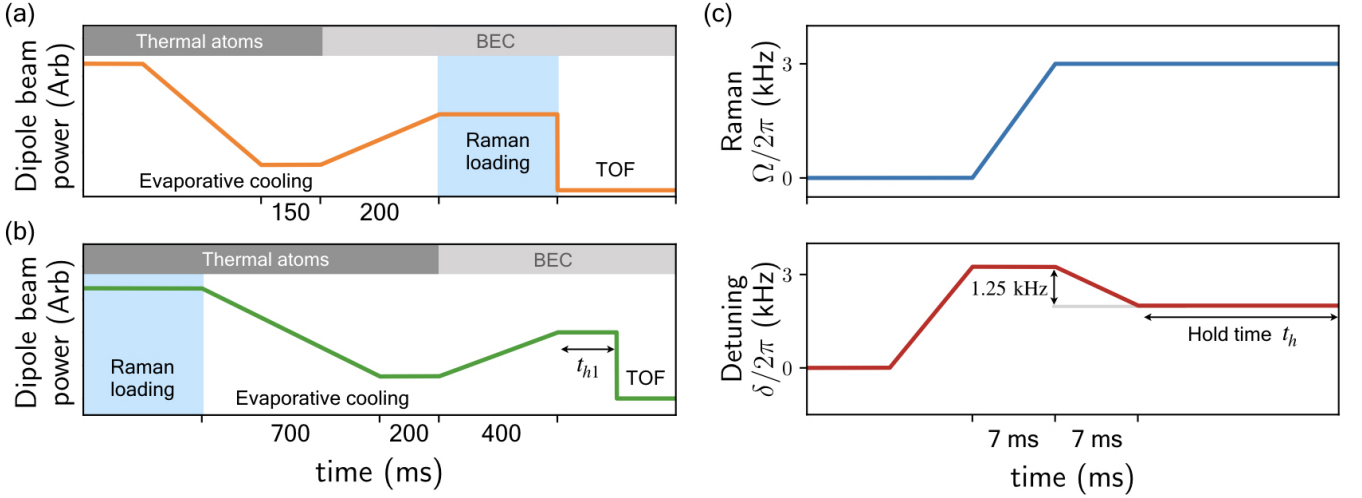 (a)
Thermal atoms
BEC
Dipole beam
power (Arb)
Raman
loading
TOF
Evaporative cooling
150
200
(b)
Thermal atoms
BEC
Dipole beam
power (Arb)
Raman
loading
t_{h1}
TOF
Evaporative cooling
700
200
400
time (ms)
(c)
Raman
Ω/2π (kHz)
3
0
Detuning
δ/2π (kHz)
3
0
1.25 kHz
Hold time t_h
7 ms
7 ms
time (ms)